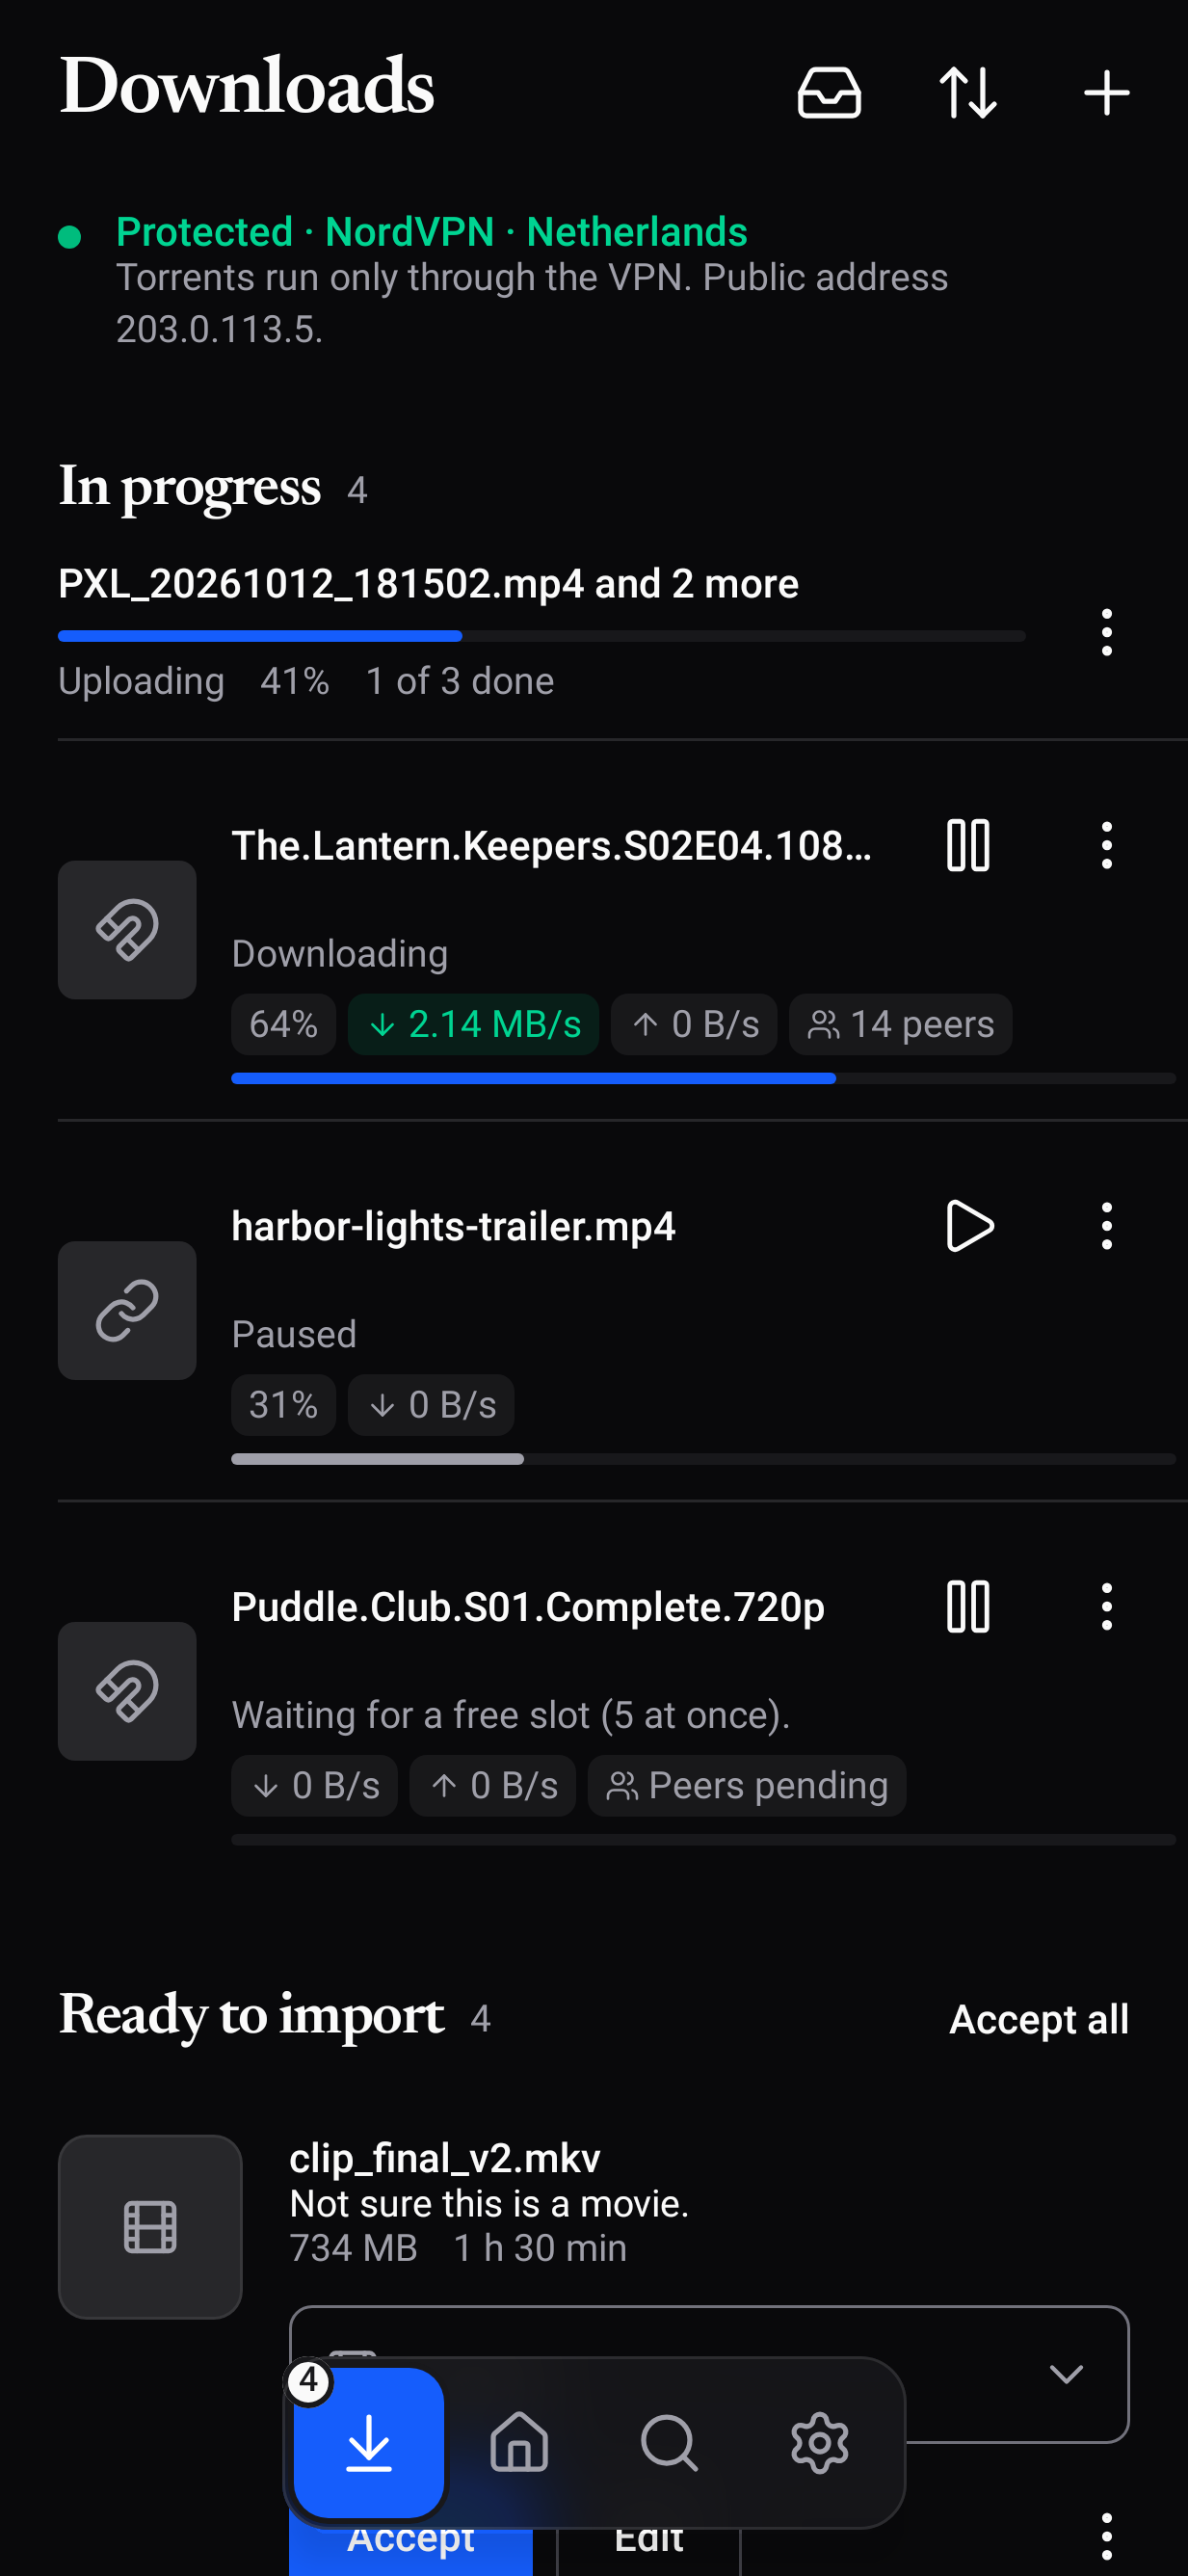 Downloads
Protected · NordVPN · Netherlands
Torrents run only through the VPN. Public address
203.0.113.5.
In progress 4
PXL_20261012_181502.mp4 and 2 more
Uploading 41% 1 of 3 done
The.Lantern.Keepers.S02E04.108…
Downloading
64% ↓ 2.14 MB/s ↑ 0 B/s 14 peers
harbor-lights-trailer.mp4
Paused
31% ↓ 0 B/s
Puddle.Club.S01.Complete.720p
Waiting for a free slot (5 at once).
↓ 0 B/s ↑ 0 B/s Peers pending
Ready to import 4 Accept all
clip_final_v2.mkv
Not sure this is a movie.
734 MB 1 h 30 min
4
Accept Edit